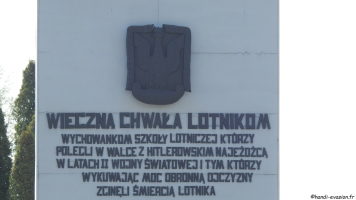 WIECZNA CHWAŁA LOTNIKOM
WYCHOWANKOM SZKOŁY LOTNICZEJ KTÓRZY
POLEGLI W WALCE Z HITLEROWSKIM NAJEŹDŹCĄ
W LATACH II WOJNY ŚWIATOWEJ I TYM KTÓRZY
WYKUWAJĄC MOC OBRONNĄ OJCZYZNY
ZGINĘLI ŚMIERCIĄ LOTNIKA
©handi-evasion.fr